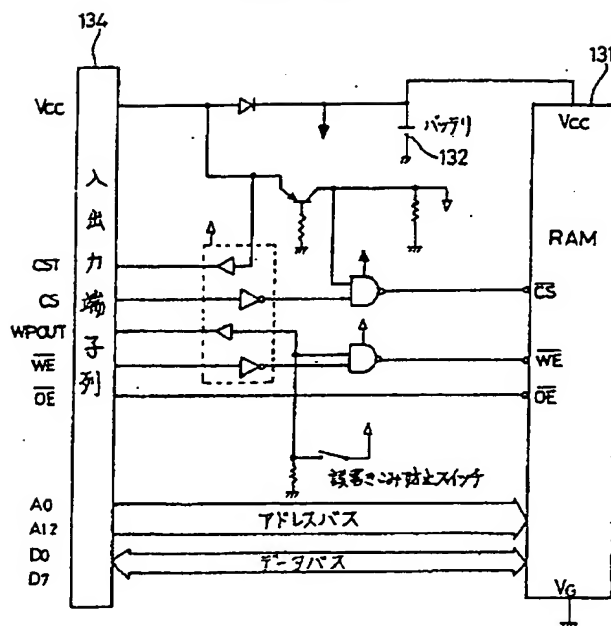 134
131
Vcc
バッテリ
132
Vcc
入出力端子列
RAM
CST
CS
CS
WPOUT
WE
WE
OE
OE
誤書きこみ防止スイッチ
A0
アドレスバス
A12
D0
データバス
D7
VG